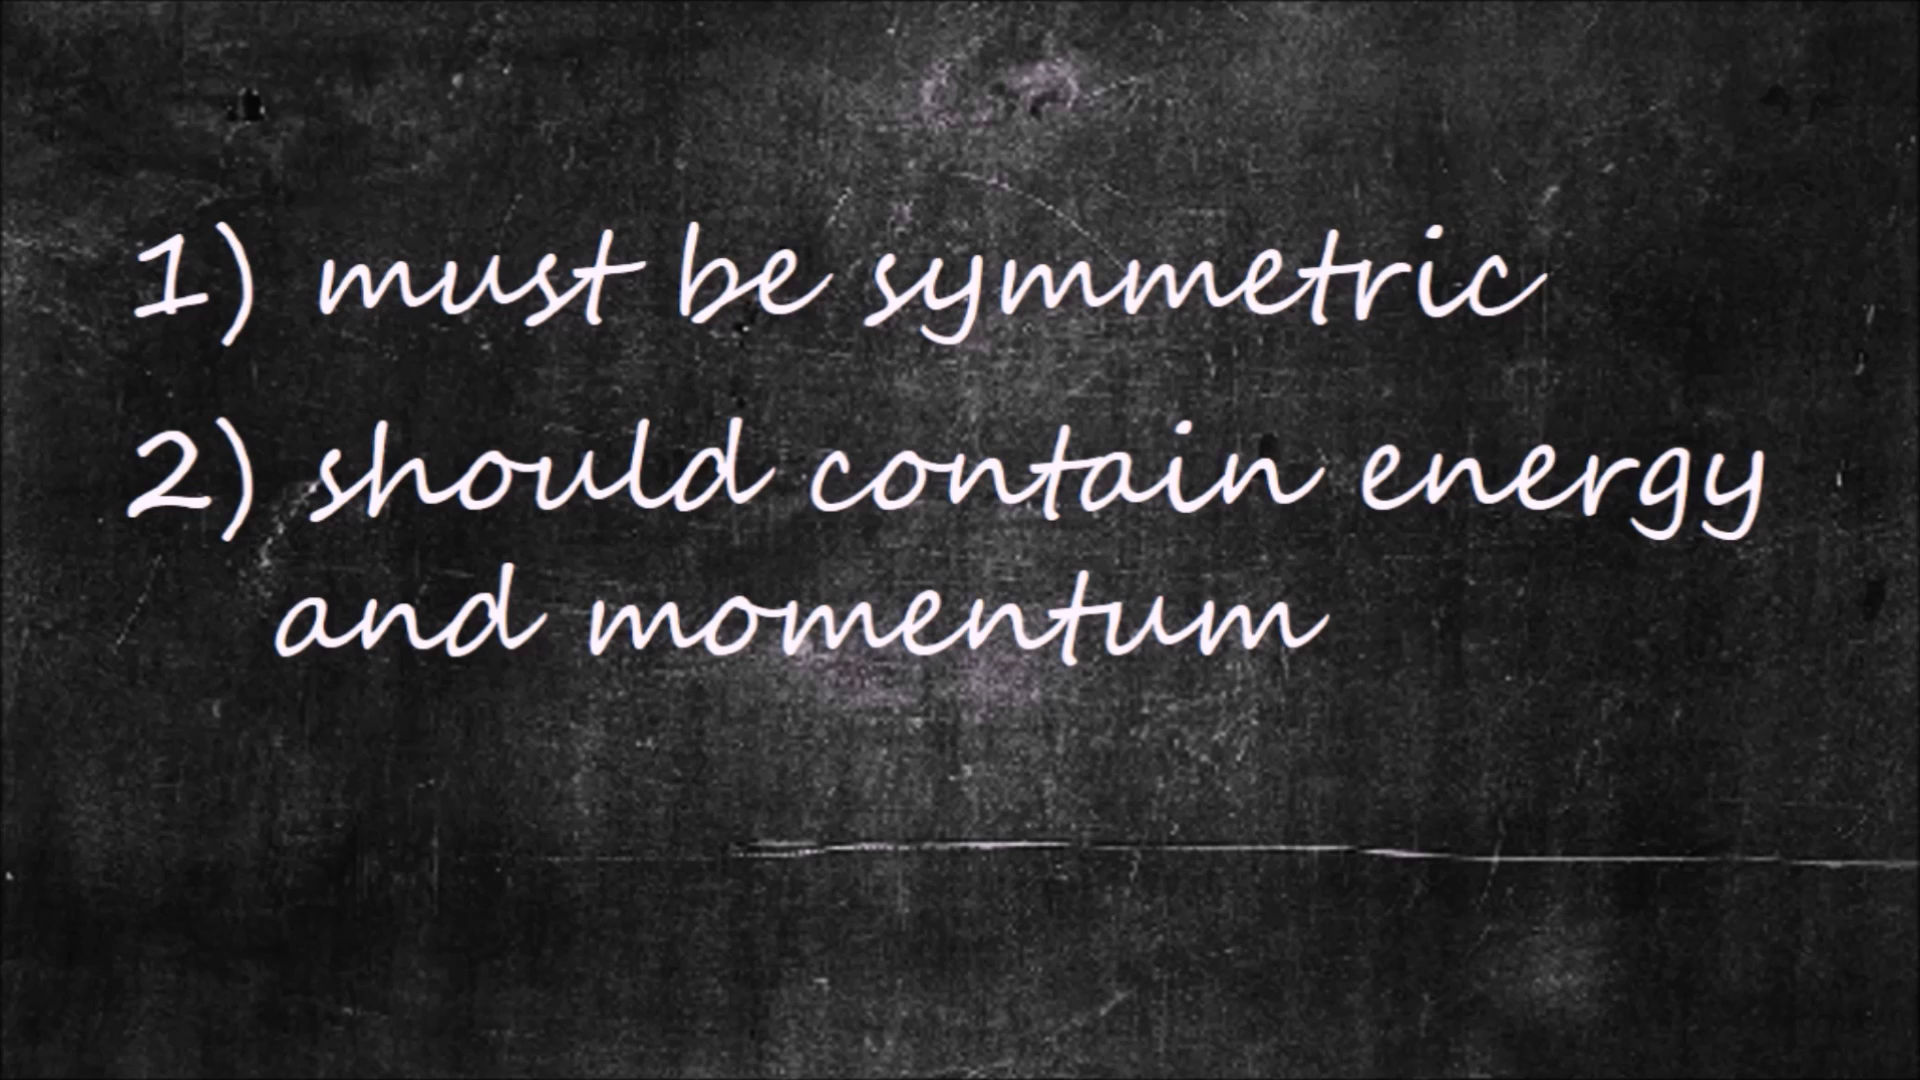 1) must be symmetric
2) should contain energy
and momentum